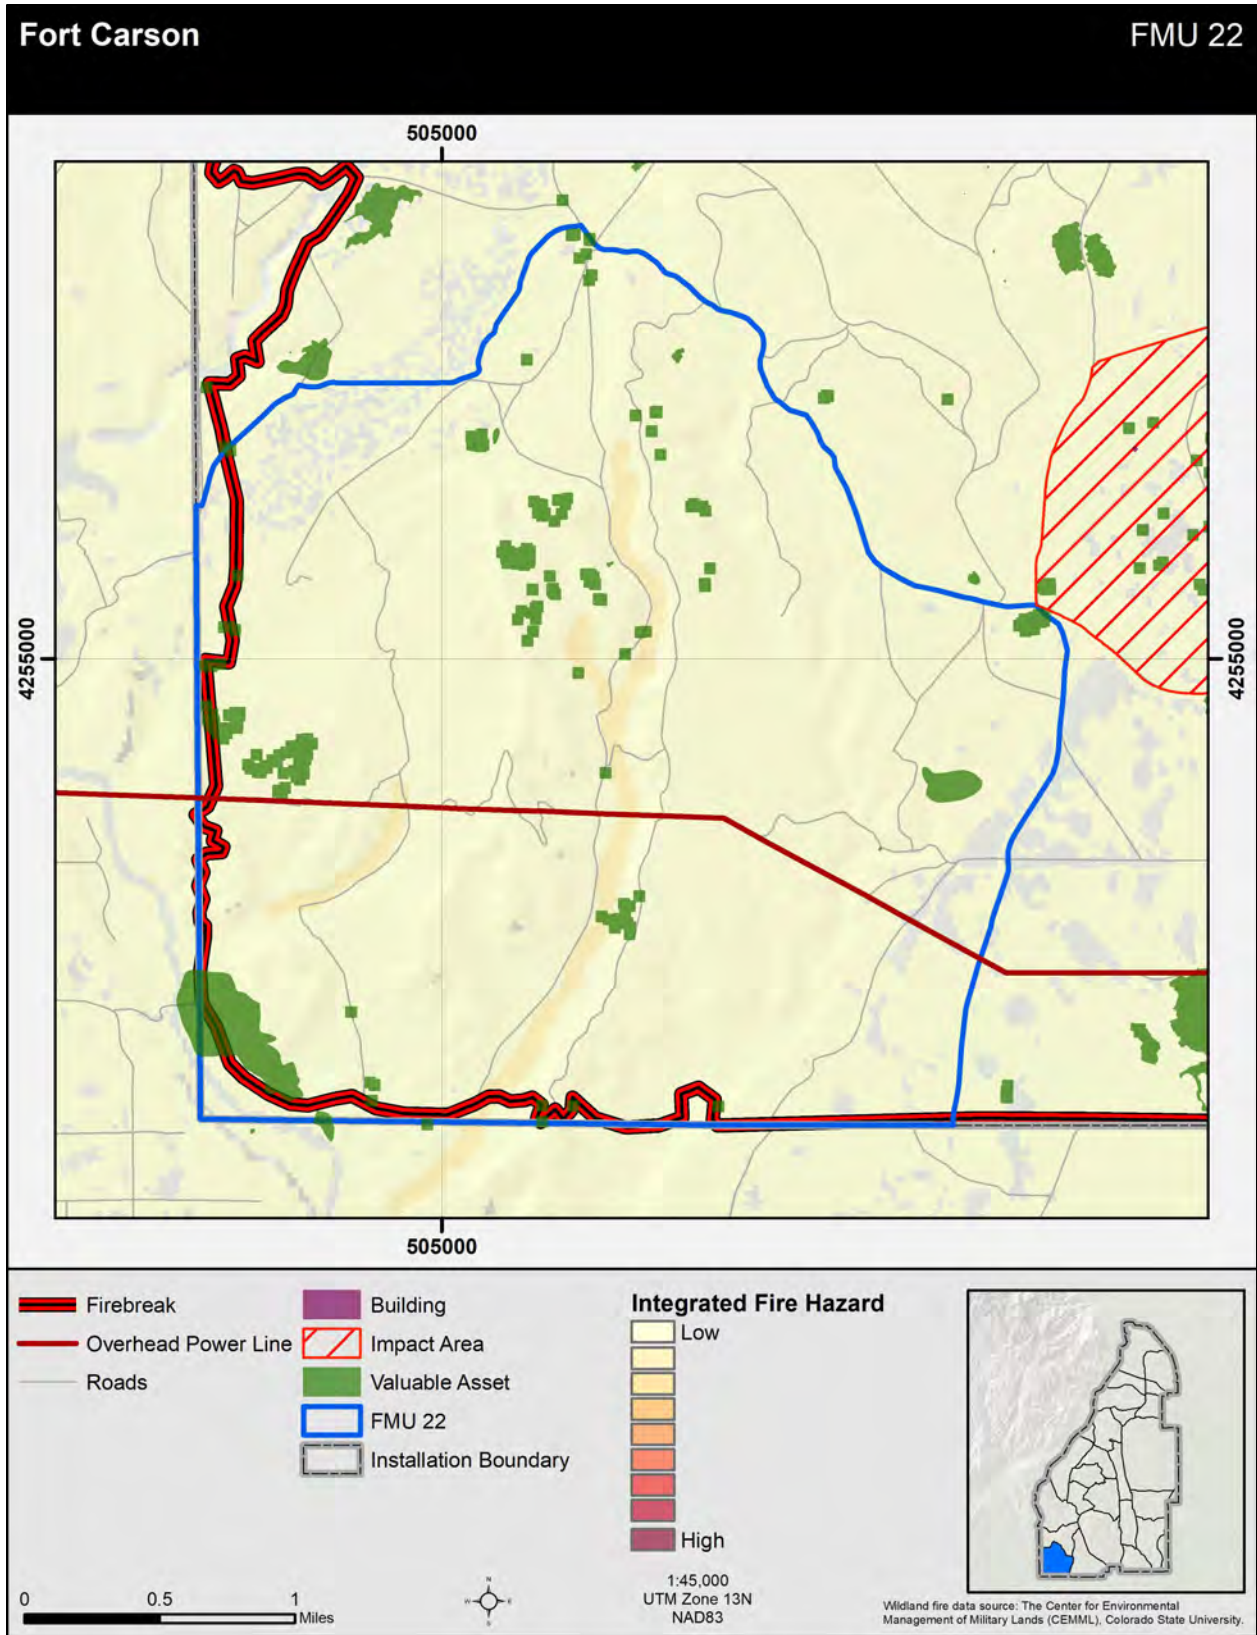 Fort Carson
FMU 22
505000
4255000
4255000
505000
Firebreak
Overhead Power Line
Roads
Building
Impact Area
Valuable Asset
FMU 22
Installation Boundary
Integrated Fire Hazard
Low
High
0 0.5 1
Miles
N
W E
S
1:45,000
UTM Zone 13N
NAD83
Wildland fire data source: The Center for Environmental
Management of Military Lands (CEMML), Colorado State University.